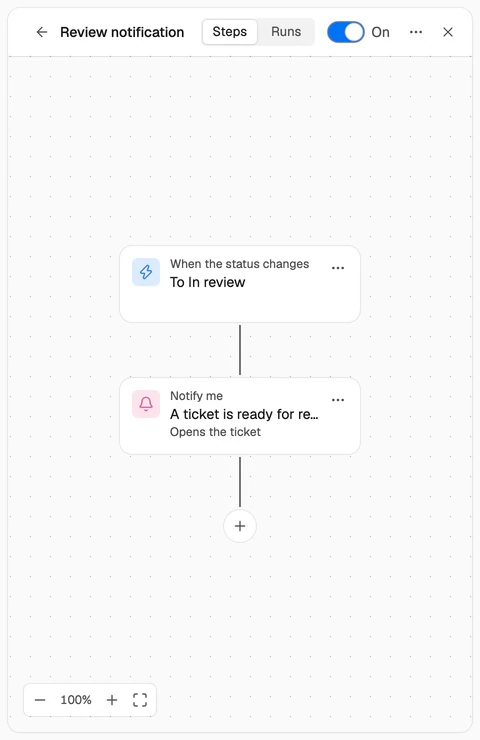 Review notification
Steps
Runs
On
When the status changes
To In review
Notify me
A ticket is ready for re...
Opens the ticket
100%